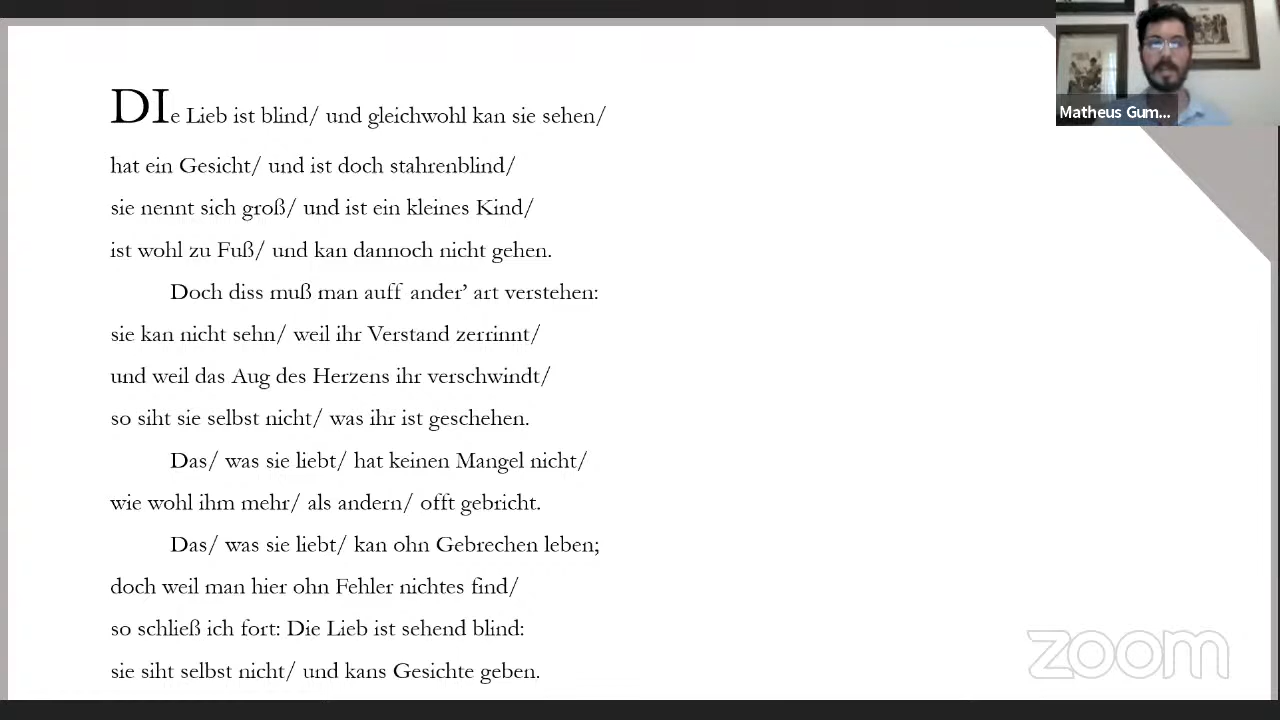 DIe Lieb ist blind/ und gleichwohl kan sie sehen/
hat ein Gesicht/ und ist doch stahrenblind/
sie nennt sich groß/ und ist ein kleines Kind/
ist wohl zu Fuß/ und kan dannoch nicht gehen.
Doch diss muß man auff ander’ art verstehen:
sie kan nicht sehn/ weil ihr Verstand zerrinnt/
und weil das Aug des Herzens ihr verschwindt/
so siht sie selbst nicht/ was ihr ist geschehen.
Das/ was sie liebt/ hat keinen Mangel nicht/
wie wohl ihm mehr/ als andern/ offt gebricht.
Das/ was sie liebt/ kan ohn Gebrechen leben;
doch weil man hier ohn Fehler nichtes find/
so schließ ich fort: Die Lieb ist sehend blind:
sie siht selbst nicht/ und kans Gesichte geben.
Matheus Gum...
zoom